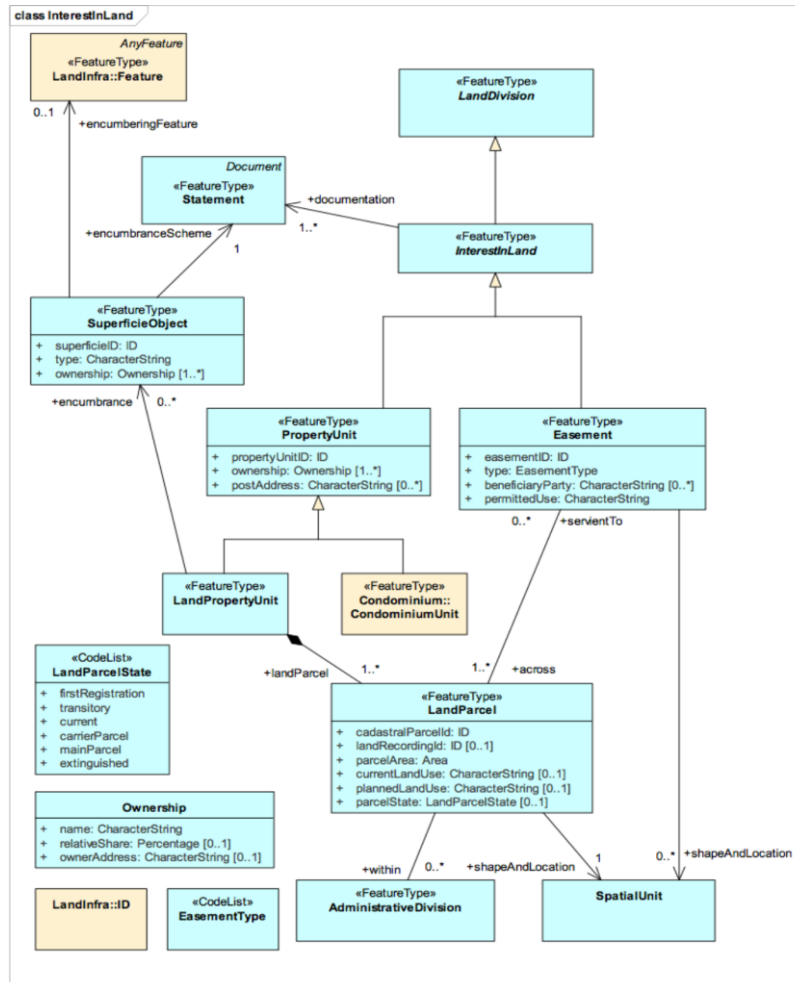 class InterestInLand
AnyFeature
«FeatureType»
LandInfra::Feature
0..1
+encumberingFeature
«FeatureType»
LandDivision
Document
«FeatureType»
Statement
+documentation
1..*
+encumbranceScheme
1
«FeatureType»
InterestInLand
«FeatureType»
SuperficieObject
+ superficieID: ID
+ type: CharacterString
+ ownership: Ownership [1..*]
+encumbrance
0..*
«FeatureType»
PropertyUnit
+ propertyUnitID: ID
+ ownership: Ownership [1..*]
+ postAddress: CharacterString [0..*]
«FeatureType»
Easement
+ easementID: ID
+ type: EasementType
+ beneficiaryParty: CharacterString [0..*]
+ permittedUse: CharacterString
0..*
+servientTo
«FeatureType»
LandPropertyUnit
«FeatureType»
Condominium::
CondominiumUnit
+landParcel
1..*
1..*
+across
«CodeList»
LandParcelState
+ firstRegistration
+ transitory
+ current
+ carrierParcel
+ mainParcel
+ extinguished
«FeatureType»
LandParcel
+ cadastralParcelId: ID
+ landRecordingId: ID [0..1]
+ parcelArea: Area
+ currentLandUse: CharacterString [0..1]
+ plannedLandUse: CharacterString [0..1]
+ parcelState: LandParcelState [0..1]
Ownership
+ name: CharacterString
+ relativeShare: Percentage [0..1]
+ ownerAddress: CharacterString [0..1]
+within
0..*
+shapeAndLocation
1
0..*
+shapeAndLocation
LandInfra::ID
«CodeList»
EasementType
«FeatureType»
AdministrativeDivision
SpatialUnit